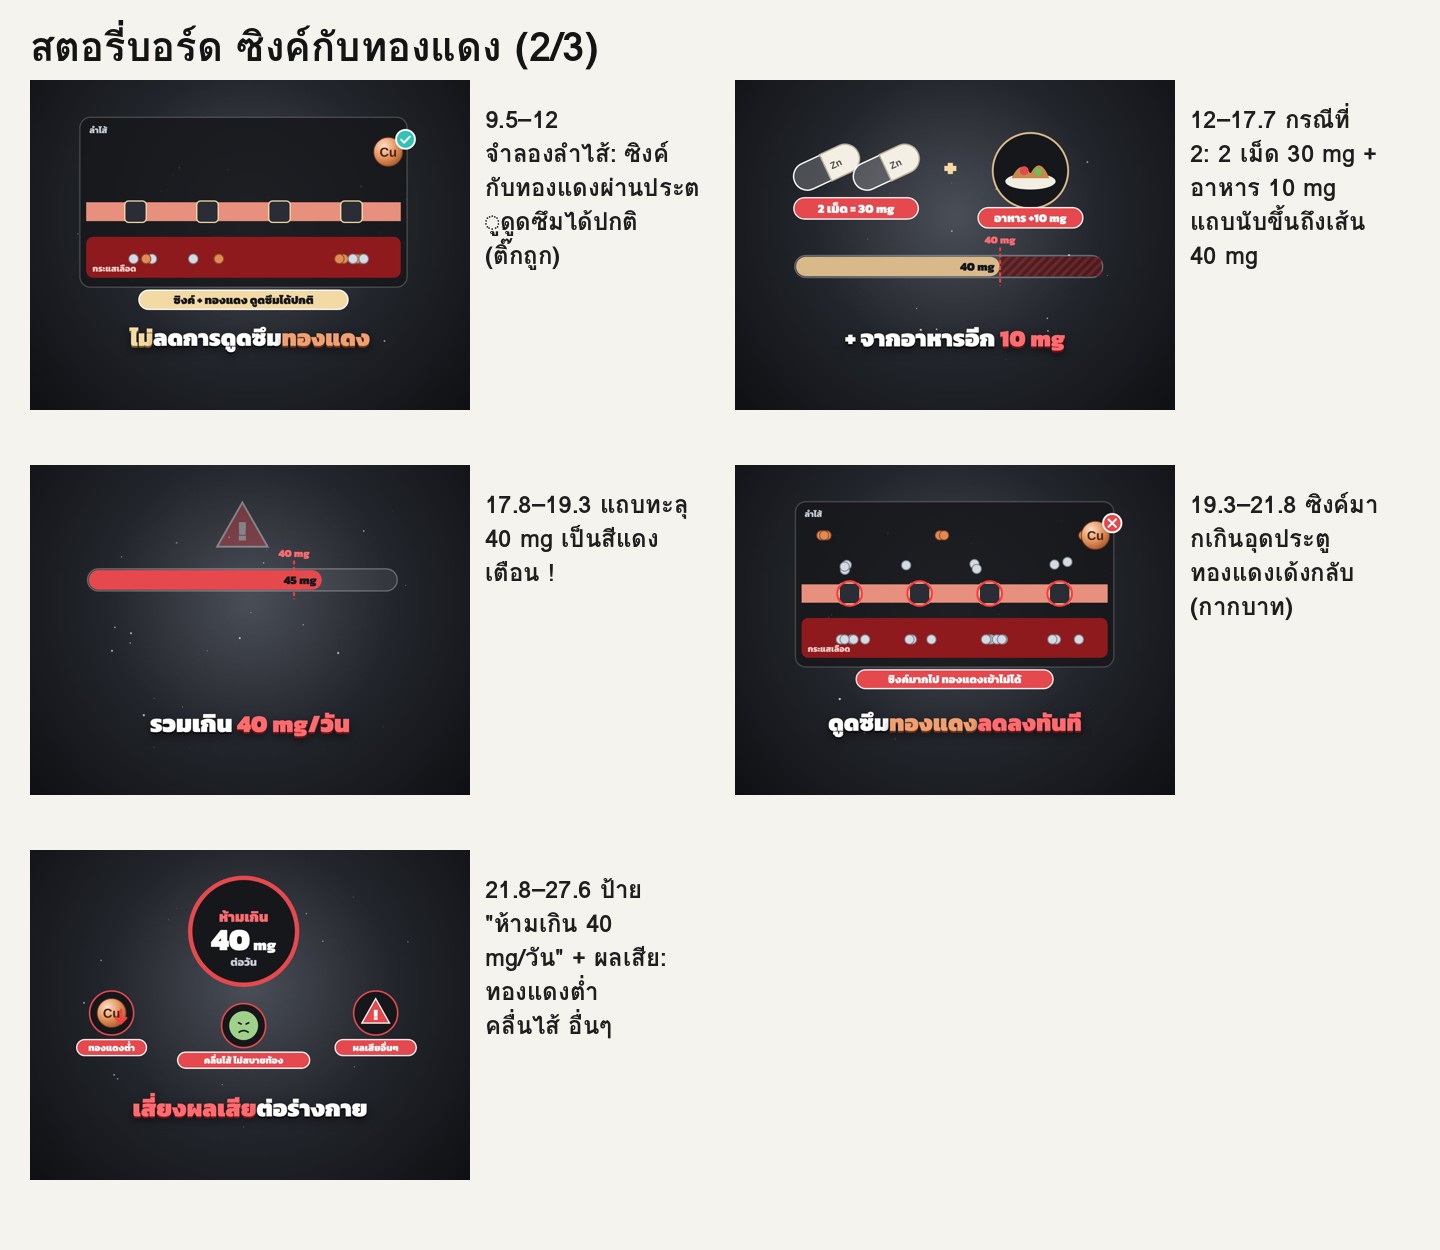 สตอรี่บอร์ด ซิงค์กับทองแดง (2/3)
ลำไส้
Cu
กระแสเลือด
ซิงค์ + ทองแดง ดูดซึมได้ปกติ
ไม่ลดการดูดซึมทองแดง
9.5–12
จำลองลำไส้: ซิงค์
กับทองแดงผ่านประต
ูดูดซึมได้ปกติ
(ติ๊กถูก)
Zn
Zn
2 เม็ด = 30 mg
อาหาร +10 mg
40 mg
40 mg
+ จากอาหารอีก 10 mg
12–17.7 กรณีที่
2: 2 เม็ด 30 mg +
อาหาร 10 mg
แถบนับขึ้นถึงเส้น
40 mg
!
40 mg
45 mg
รวมเกิน 40 mg/วัน
17.8–19.3 แถบทะลุ
40 mg เป็นสีแดง
เตือน !
ลำไส้
Cu
กระแสเลือด
ซิงค์มากไป ทองแดงเข้าไม่ได้
ดูดซึมทองแดงลดลงทันที
19.3–21.8 ซิงค์มา
กเกินอุดประตู
ทองแดงเด้งกลับ
(กากบาท)
ห้ามเกิน
40 mg
ต่อวัน
Cu
!
ทองแดงต่ำ
คลื่นไส้ ไม่สบายท้อง
ผลเสียอื่นๆ
เสี่ยงผลเสียต่อร่างกาย
21.8–27.6 ป้าย
"ห้ามเกิน 40
mg/วัน" + ผลเสีย:
ทองแดงต่ำ
คลื่นไส้ อื่นๆ